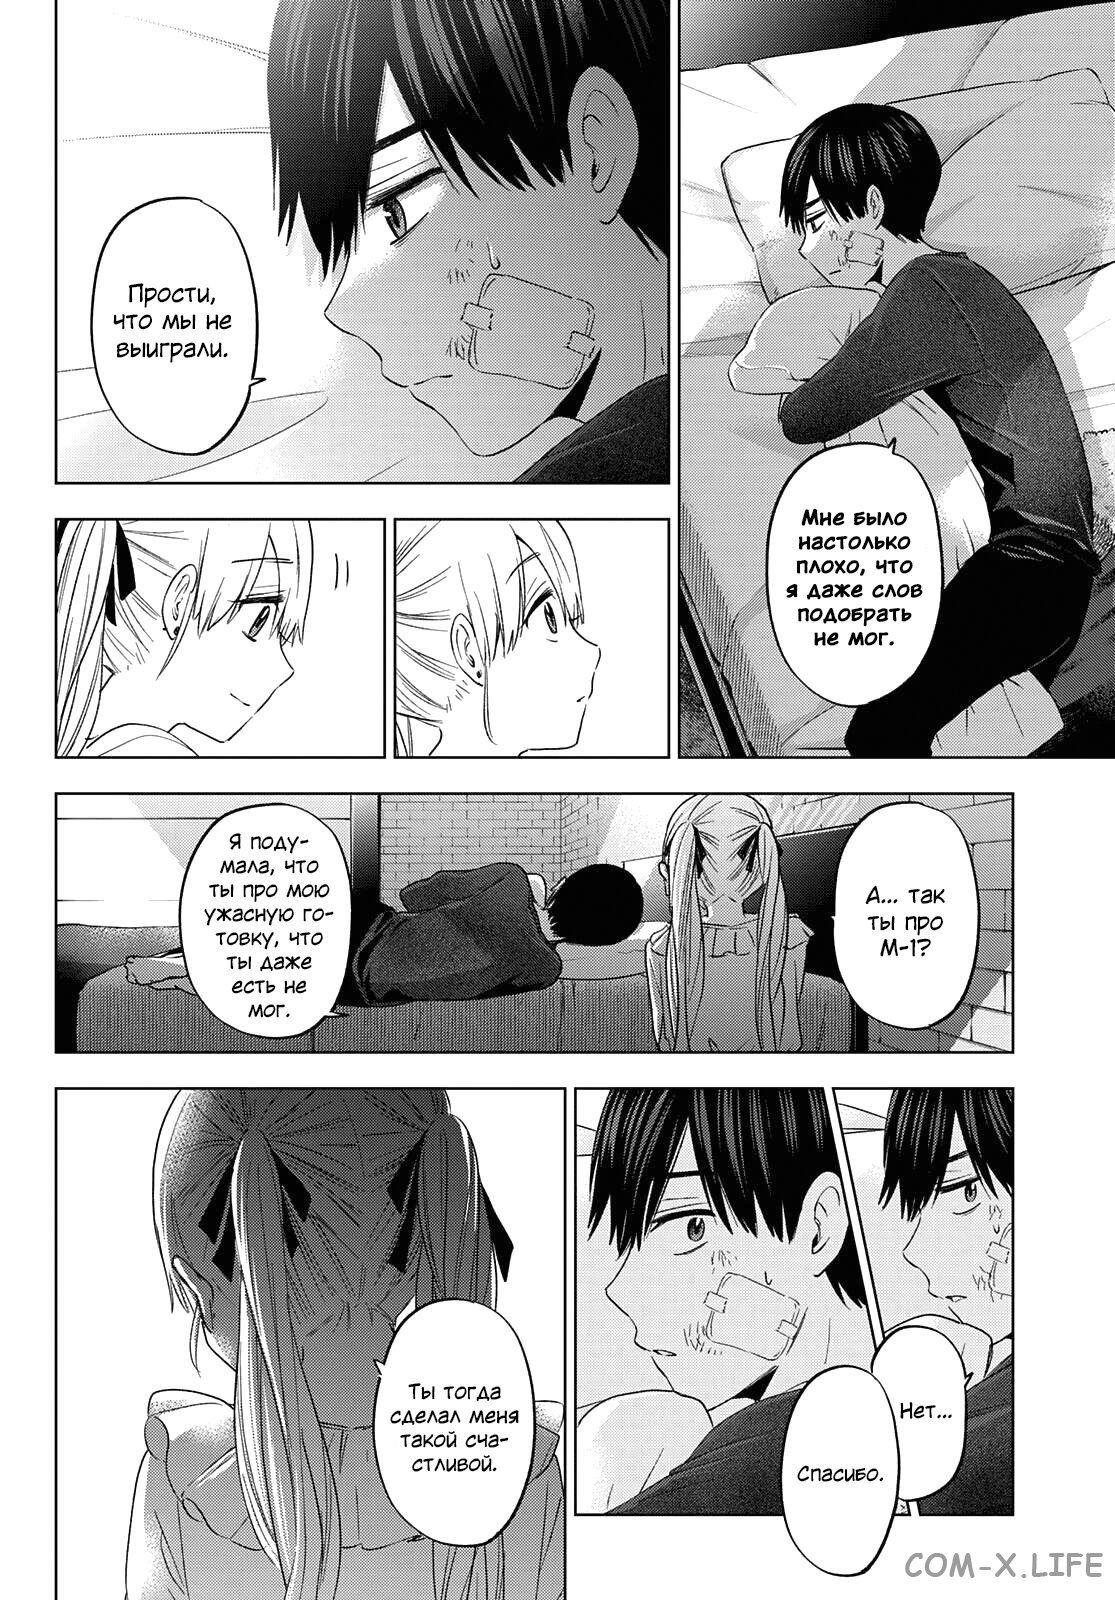 Мне было
настолько
плохо, что
я даже слов
подобрать
не мог.
Прости,
что мы не
выиграли.
А... так
ты про
М-1?
Я поду-
мала, что
ты про мою
ужасную го-
товку, что
ты даже
есть не
мог.
Нет...
Спасибо.
Ты тогда
сделал меня
такой сча-
стливой.
COM-X.LIFE